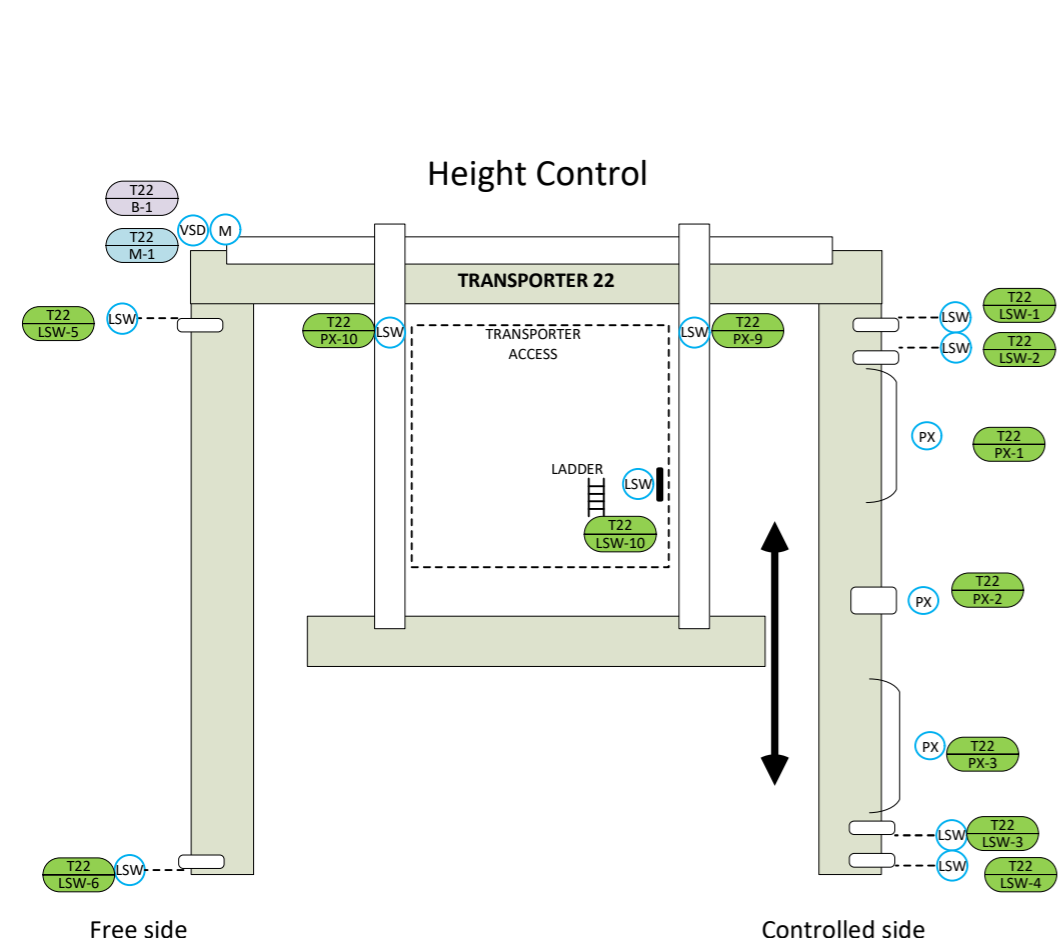 Height Control
T22
B-1
VSD
M
T22
M-1
TRANSPORTER 22
T22
LSW-5
LSW
T22
PX-10
LSW
TRANSPORTER
ACCESS
LSW
T22
PX-9
LSW
T22
LSW-1
LSW
T22
LSW-2
PX
T22
PX-1
LADDER
LSW
T22
LSW-10
PX
T22
PX-2
PX
T22
PX-3
LSW
T22
LSW-3
T22
LSW-6
LSW
LSW
T22
LSW-4
Free side
Controlled side